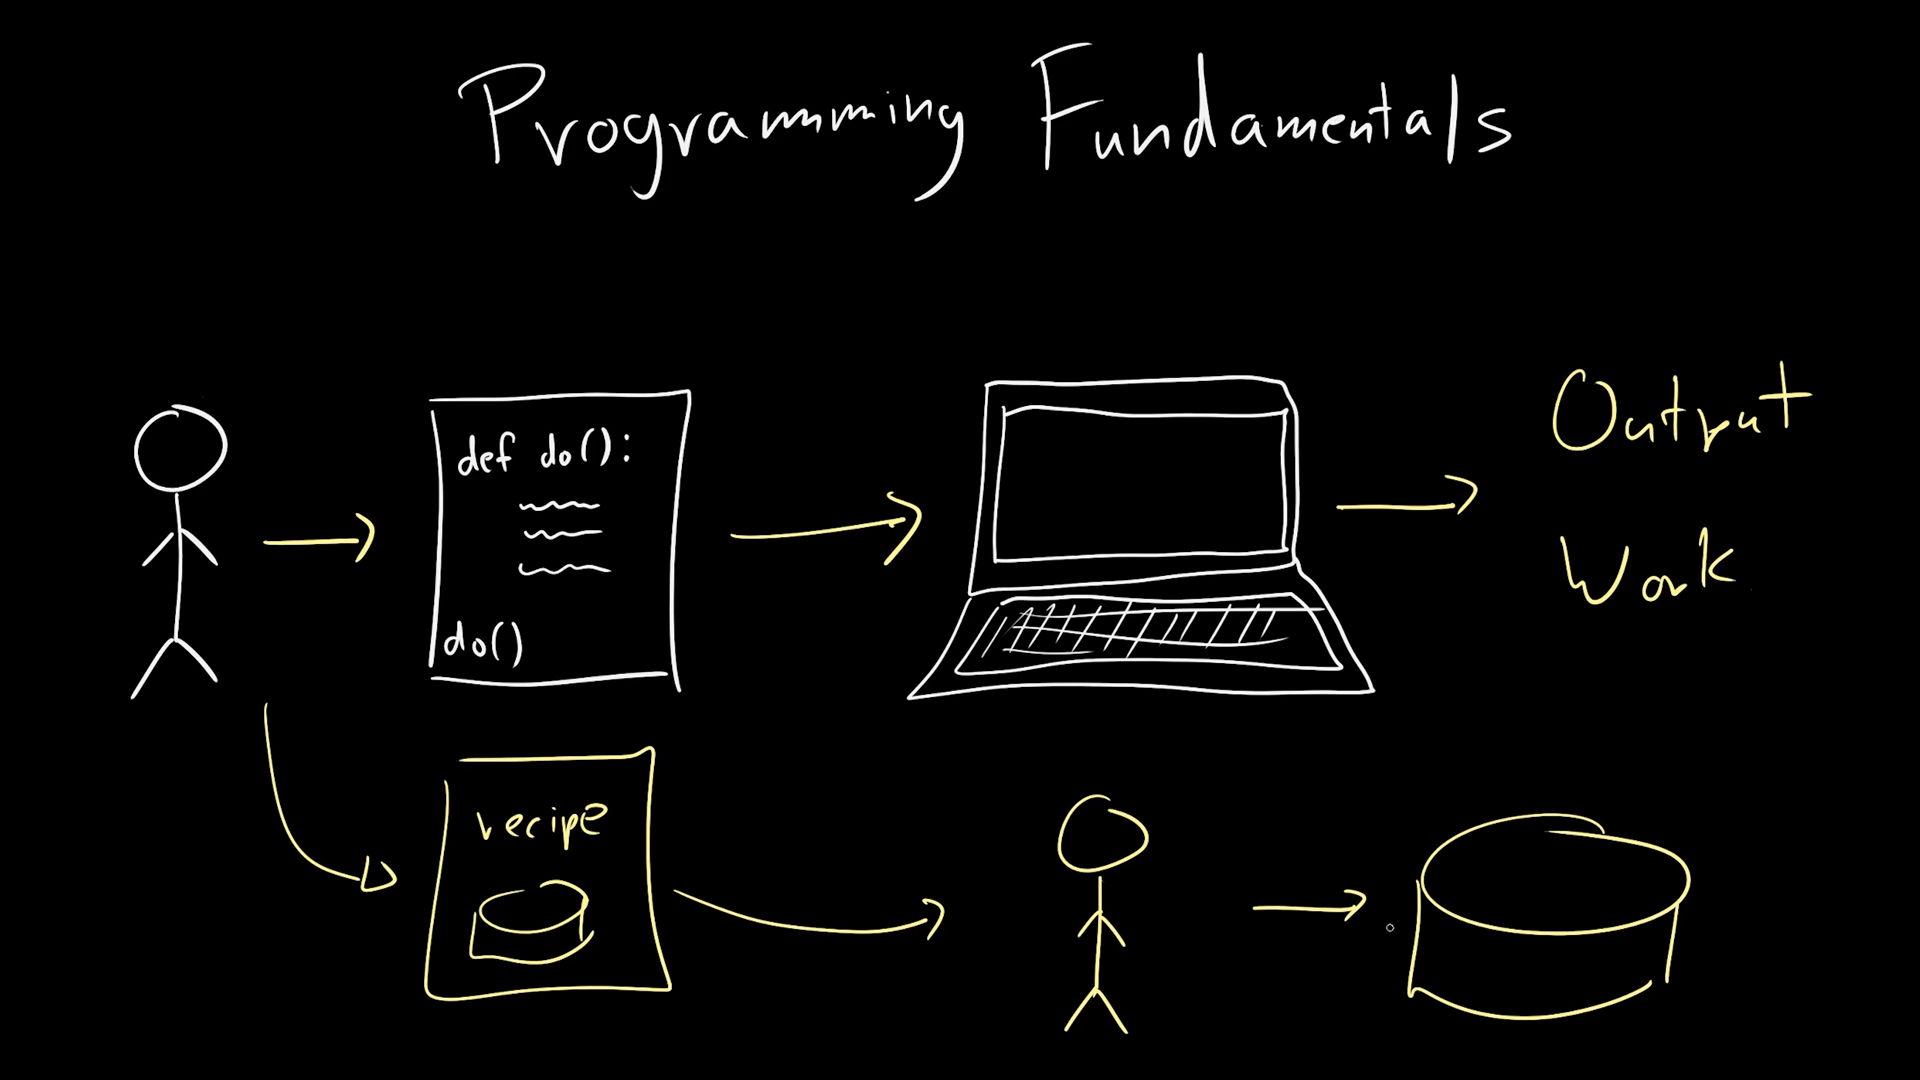 Programming Fundamentals
def do():
do()
Output
Work
recipe